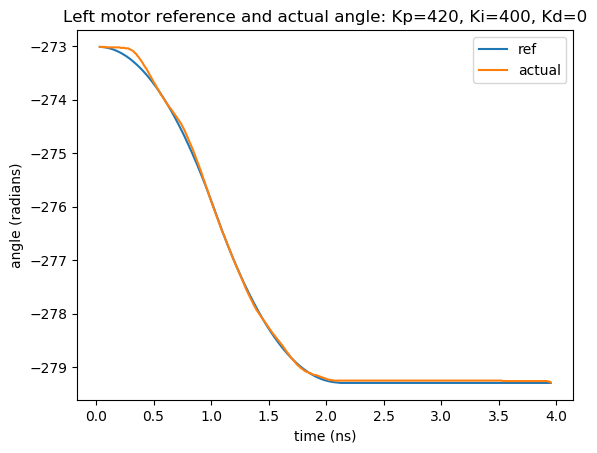 Left motor reference and actual angle: Kp=420, Ki=400, Kd=0
ref
actual
−273
−274
−275
−276
−277
−278
−279
angle (radians)
0.0 0.5 1.0 1.5 2.0 2.5 3.0 3.5 4.0
time (ns)